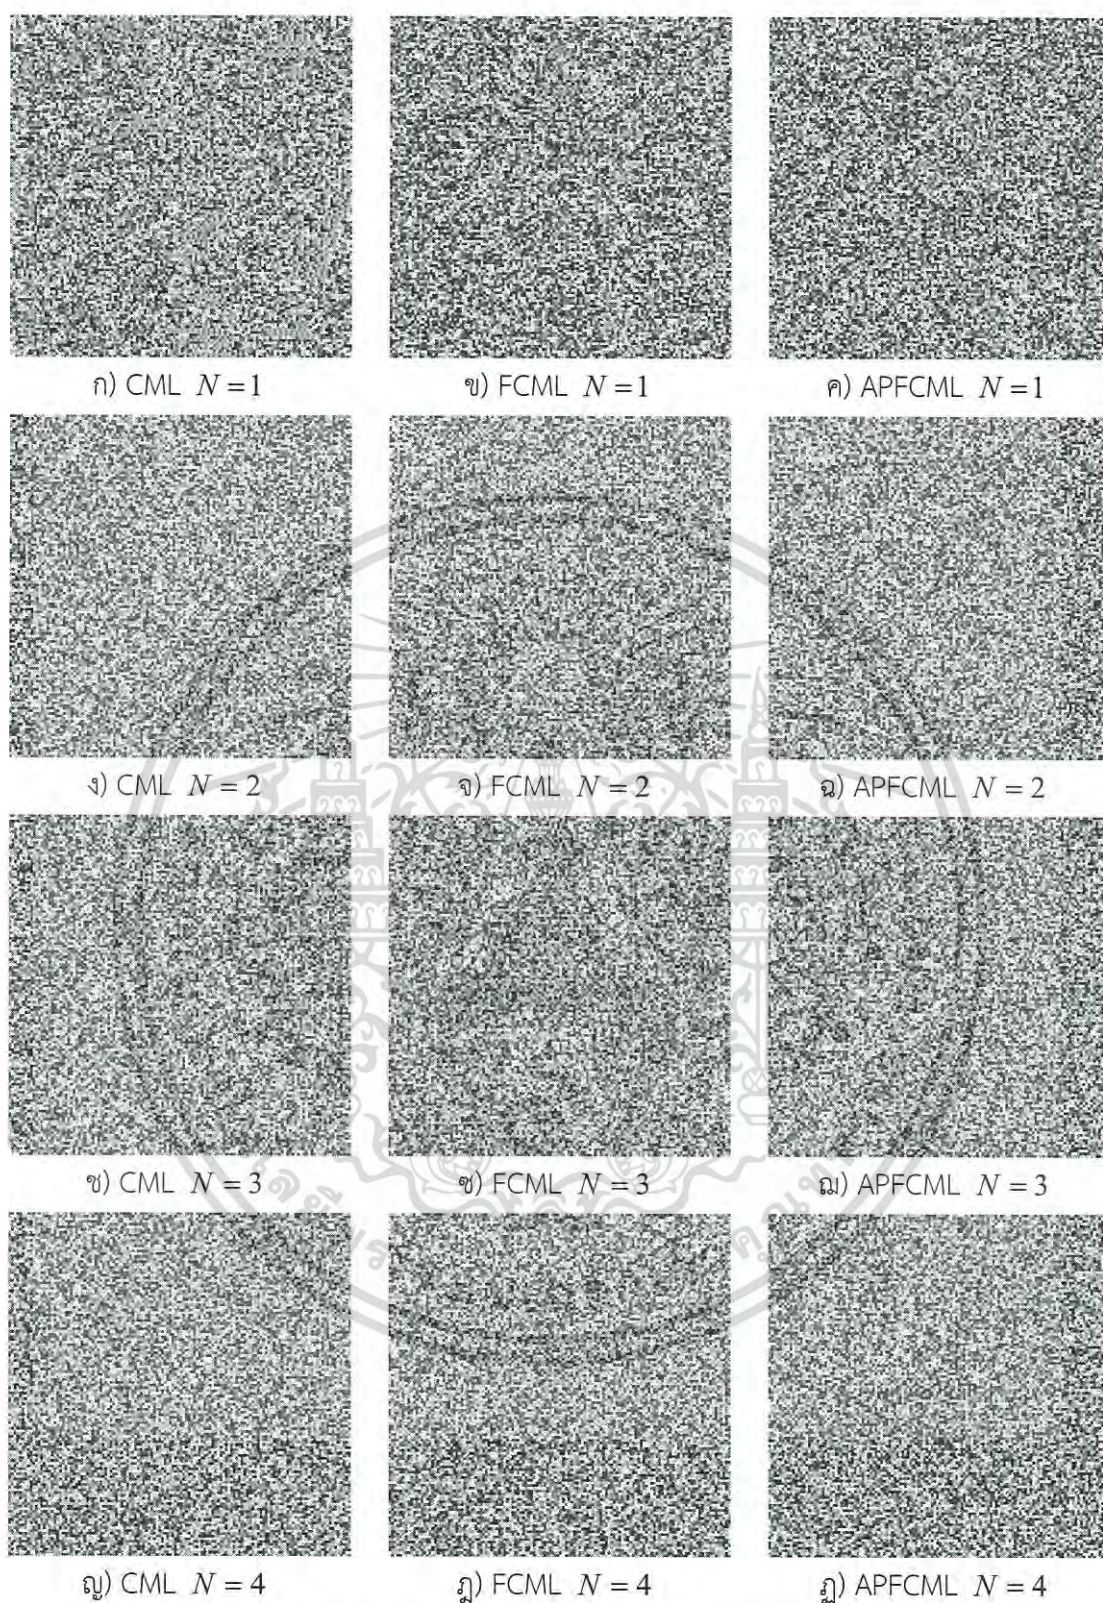 ก) CML N = 1 ข) FCML N = 1 ค) APFCML N = 1
ง) CML N = 2 จ) FCML N = 2 ฉ) APFCML N = 2
ช) CML N = 3 ซ) FCML N = 3 ฌ) APFCML N = 3
ญ) CML N = 4 ฎ) FCML N = 4 ฏ) APFCML N = 4